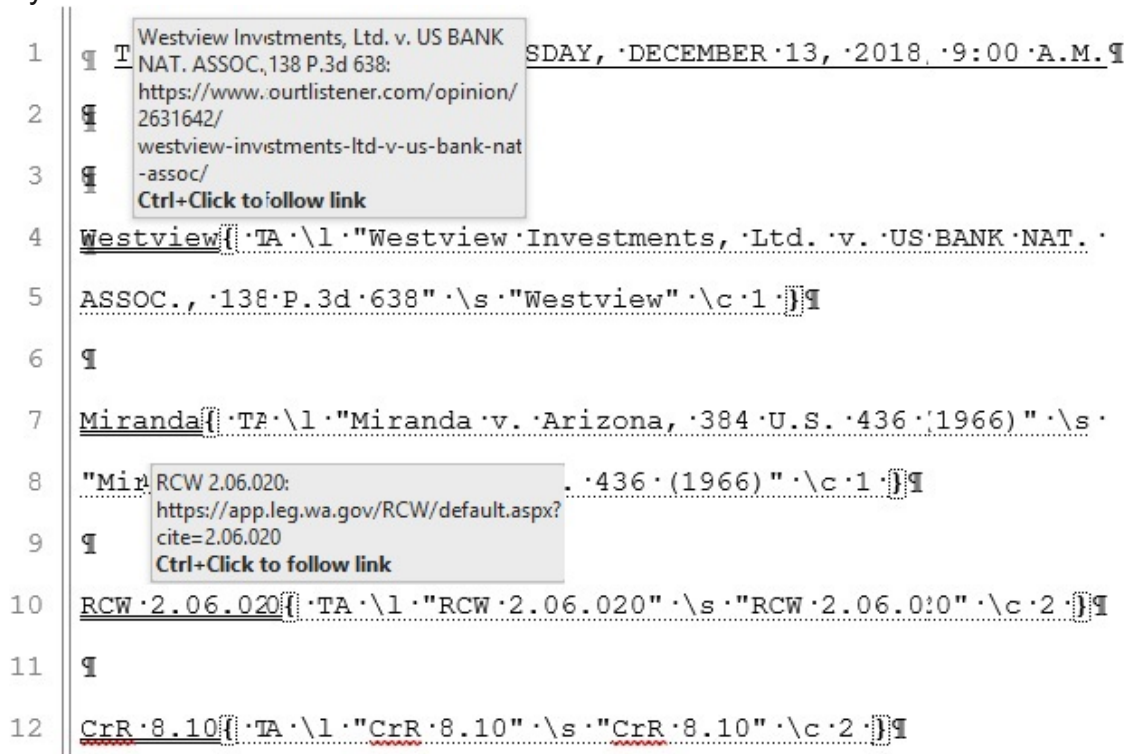 1 ¶ T SDAY, ·DECEMBER·13, ·2018, ·9:00·A.M.¶
Westview Investments, Ltd. v. US BANK
NAT. ASSOC.,138 P.3d 638:
https://www.courtlistener.com/opinion/
2631642/
westview-investments-ltd-v-us-bank-nat
-assoc/
Ctrl+Click to follow link
2 ¶
3 ¶
4 Westview{ ·TA·\l·"Westview·Investments, ·Ltd. ·v. ·US·BANK·NAT. ·
5 ASSOC., ·138·P.3d·638"·\s·"Westview"·\c·1·}¶
6 ¶
7 Miranda{ ·TA·\l·"Miranda·v. ·Arizona, ·384·U.S. ·436·(1966)"·\s·
8 "Mir . ·436·(1966)"·\c·1·}¶
RCW 2.06.020:
https://app.leg.wa.gov/RCW/default.aspx?
cite=2.06.020
Ctrl+Click to follow link
9 ¶
10 RCW·2.06.020{ ·TA·\l·"RCW·2.06.020"·\s·"RCW·2.06.020"·\c·2·}¶
11 ¶
12 CrR·8.10{ ·TA·\l·"CrR·8.10"·\s·"CrR·8.10"·\c·2·}¶